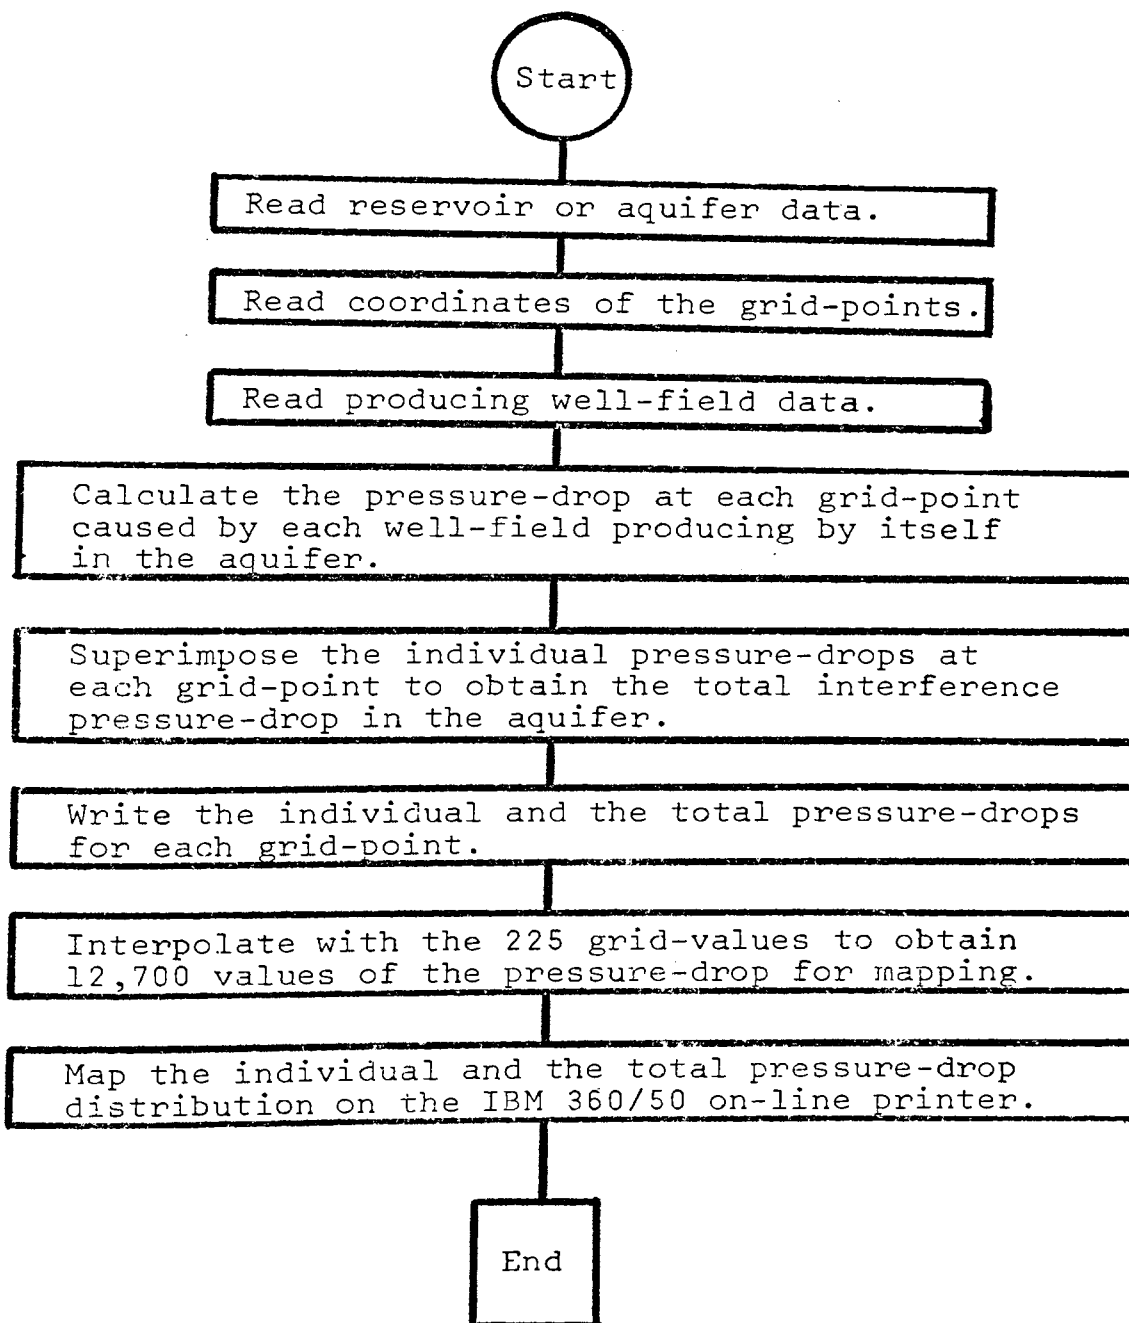 Start
Read reservoir or aquifer data.
Read coordinates of the grid-points.
Read producing well-field data.
Calculate the pressure-drop at each grid-point
caused by each well-field producing by itself
in the aquifer.
Superimpose the individual pressure-drops at
each grid-point to obtain the total interference
pressure-drop in the aquifer.
Write the individual and the total pressure-drops
for each grid-point.
Interpolate with the 225 grid-values to obtain
12,700 values of the pressure-drop for mapping.
Map the individual and the total pressure-drop
distribution on the IBM 360/50 on-line printer.
End